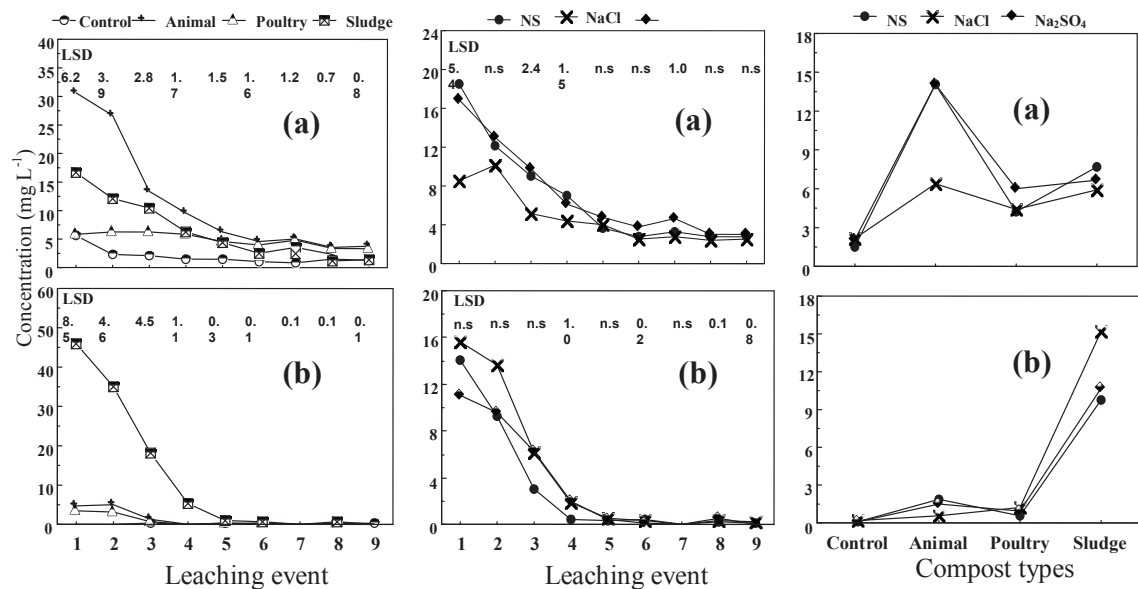 Control Animal Poultry Sludge
NS NaCl
NS NaCl Na₂SO₄
Concentration (mg L⁻¹)
40
35
30
25
20
15
10
5
0
LSD
6.2 3.9 2.8 1.7 1.5 1.6 1.2 0.7 0.8
(a)
24
20
16
12
8
4
0
LSD
5.4 n.s 2.4 1.5 n.s n.s 1.0 n.s n.s
(a)
18
15
12
9
6
3
0
(a)
60
50
40
30
20
10
0
LSD
8.5 4.6 4.5 1.1 0.3 0.1 0.1 0.1 0.1
(b)
1 2 3 4 5 6 7 8 9
Leaching event
20
16
12
8
4
0
LSD
n.s n.s n.s 1.0 n.s 0.2 n.s 0.1 0.8
(b)
1 2 3 4 5 6 7 8 9
Leaching event
18
15
12
9
6
3
0
(b)
Control Animal Poultry Sludge
Compost types